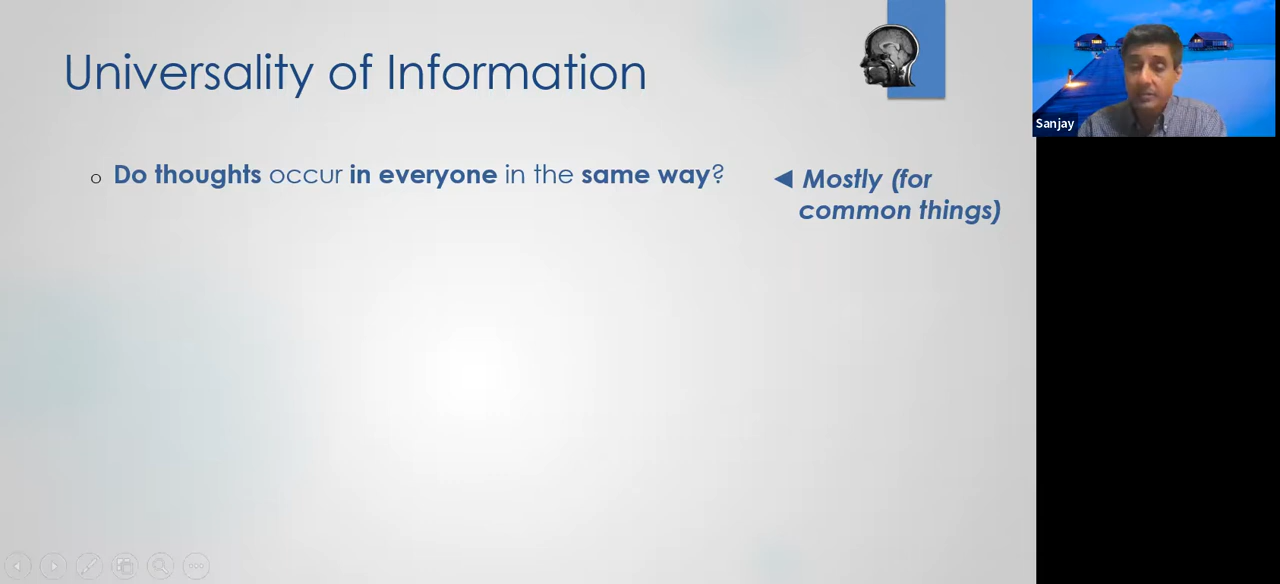 Universality of Information
Sanjay
o Do thoughts occur in everyone in the same way?
◄ Mostly (for
common things)